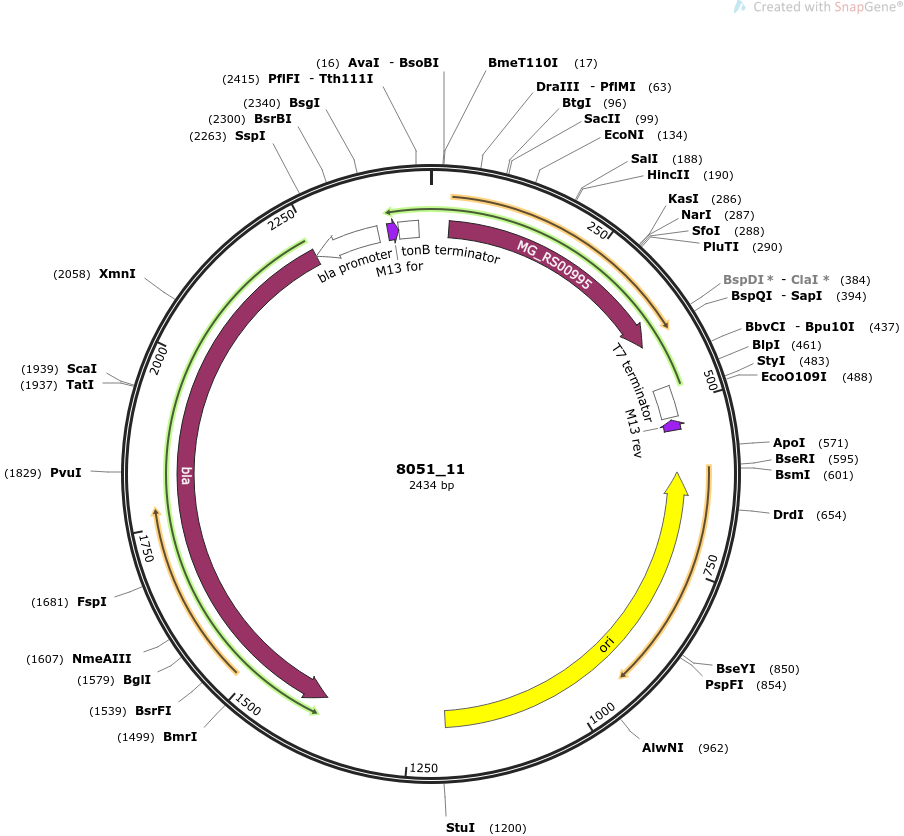 Created with SnapGene®
(16) AvaI - BsoBI
BmeT110I (17)
(2415) PflFI - Tth111I
DraIII - PflMI (63)
(2340) BsgI
BtgI (96)
(2300) BsrBI
SacII (99)
(2263) SspI
EcoNI (134)
SalI (188)
HincII (190)
KasI (286)
NarI (287)
SfoI (288)
PluTI (290)
2250
250
MG_RS00995
bla promoter
tonB terminator
M13 for
(2058) XmnI
BspDI * - ClaI * (384)
BspQI - SapI (394)
BbvCI - Bpu10I (437)
BlpI (461)
StyI (483)
EcoO109I (488)
2000
500
T7 terminator
M13 rev
(1939) ScaI
(1937) TatI
ApoI (571)
BseRI (595)
BsmI (601)
(1829) PvuI
bla
8051_11
2434 bp
DrdI (654)
1750
750
(1681) FspI
ori
(1607) NmeAIII
(1579) BglI
BseYI (850)
PspFI (854)
(1539) BsrFI
1500
1000
(1499) BmrI
AlwNI (962)
1250
StuI (1200)